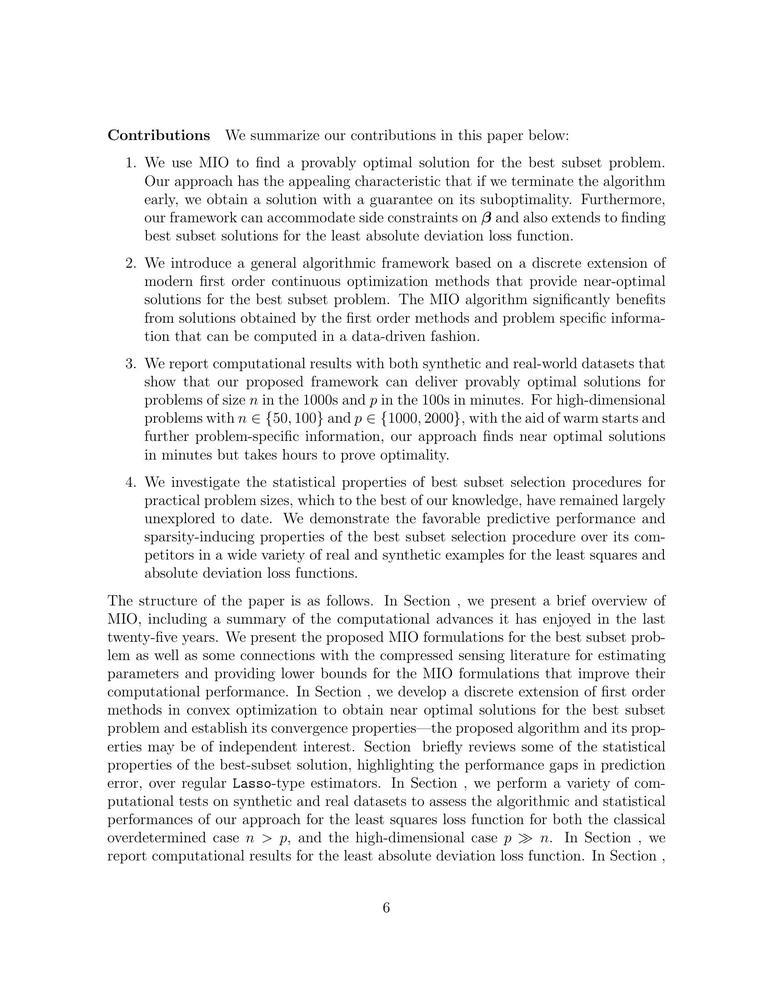 Contributions We summarize our contributions in this paper below:
1. We use MIO to find a provably optimal solution for the best subset problem.
Our approach has the appealing characteristic that if we terminate the algorithm
early, we obtain a solution with a guarantee on its suboptimality. Furthermore,
our framework can accommodate side constraints on β and also extends to finding
best subset solutions for the least absolute deviation loss function.
2. We introduce a general algorithmic framework based on a discrete extension of
modern first order continuous optimization methods that provide near-optimal
solutions for the best subset problem. The MIO algorithm significantly benefits
from solutions obtained by the first order methods and problem specific informa-
tion that can be computed in a data-driven fashion.
3. We report computational results with both synthetic and real-world datasets that
show that our proposed framework can deliver provably optimal solutions for
problems of size n in the 1000s and p in the 100s in minutes. For high-dimensional
problems with n ∈ {50, 100} and p ∈ {1000, 2000}, with the aid of warm starts and
further problem-specific information, our approach finds near optimal solutions
in minutes but takes hours to prove optimality.
4. We investigate the statistical properties of best subset selection procedures for
practical problem sizes, which to the best of our knowledge, have remained largely
unexplored to date. We demonstrate the favorable predictive performance and
sparsity-inducing properties of the best subset selection procedure over its com-
petitors in a wide variety of real and synthetic examples for the least squares and
absolute deviation loss functions.
The structure of the paper is as follows. In Section , we present a brief overview of
MIO, including a summary of the computational advances it has enjoyed in the last
twenty-five years. We present the proposed MIO formulations for the best subset prob-
lem as well as some connections with the compressed sensing literature for estimating
parameters and providing lower bounds for the MIO formulations that improve their
computational performance. In Section , we develop a discrete extension of first order
methods in convex optimization to obtain near optimal solutions for the best subset
problem and establish its convergence properties—the proposed algorithm and its prop-
erties may be of independent interest. Section briefly reviews some of the statistical
properties of the best-subset solution, highlighting the performance gaps in prediction
error, over regular Lasso-type estimators. In Section , we perform a variety of com-
putational tests on synthetic and real datasets to assess the algorithmic and statistical
performances of our approach for the least squares loss function for both the classical
overdetermined case n > p, and the high-dimensional case p ≫ n. In Section , we
report computational results for the least absolute deviation loss function. In Section ,
6